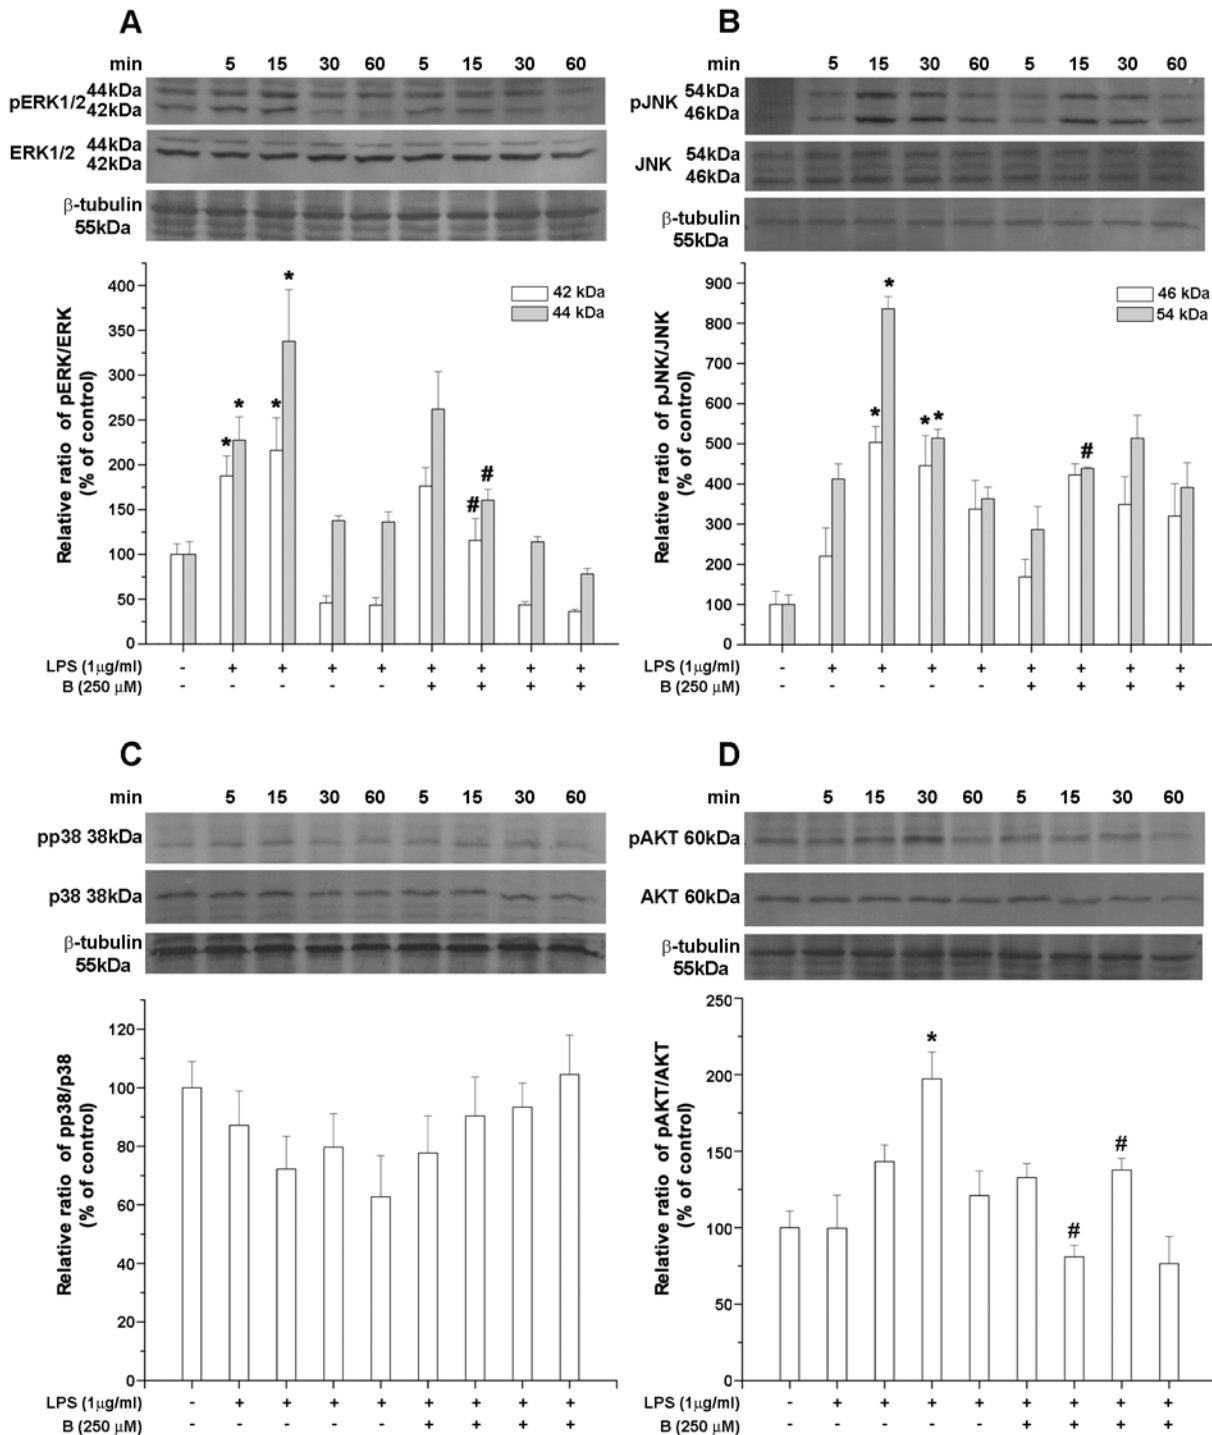 A
min 5 15 30 60 5 15 30 60
pERK1/2 44kDa
42kDa
ERK1/2 44kDa
42kDa
β-tubulin
55kDa
Relative ratio of pERK/ERK
(% of control)
400
350
300
250
200
150
100
50
0
42 kDa
44 kDa
* * * * # #
LPS (1µg/ml) - + + + + + + + +
B (250 µM) - - - - - + + + +
B
min 5 15 30 60 5 15 30 60
pJNK 54kDa
46kDa
JNK 54kDa
46kDa
β-tubulin
55kDa
Relative ratio of pJNK/JNK
(% of control)
900
800
700
600
500
400
300
200
100
0
46 kDa
54 kDa
* * * * #
LPS (1µg/ml) - + + + + + + + +
B (250 µM) - - - - - + + + +
C
min 5 15 30 60 5 15 30 60
pp38 38kDa
p38 38kDa
β-tubulin
55kDa
Relative ratio of pp38/p38
(% of control)
120
100
80
60
40
20
0
LPS (1µg/ml) - + + + + + + + +
B (250 µM) - - - - - + + + +
D
min 5 15 30 60 5 15 30 60
pAKT 60kDa
AKT 60kDa
β-tubulin
55kDa
Relative ratio of pAKT/AKT
(% of control)
250
200
150
100
50
0
* # #
LPS (1µg/ml) - + + + + + + + +
B (250 µM) - - - - - + + + +